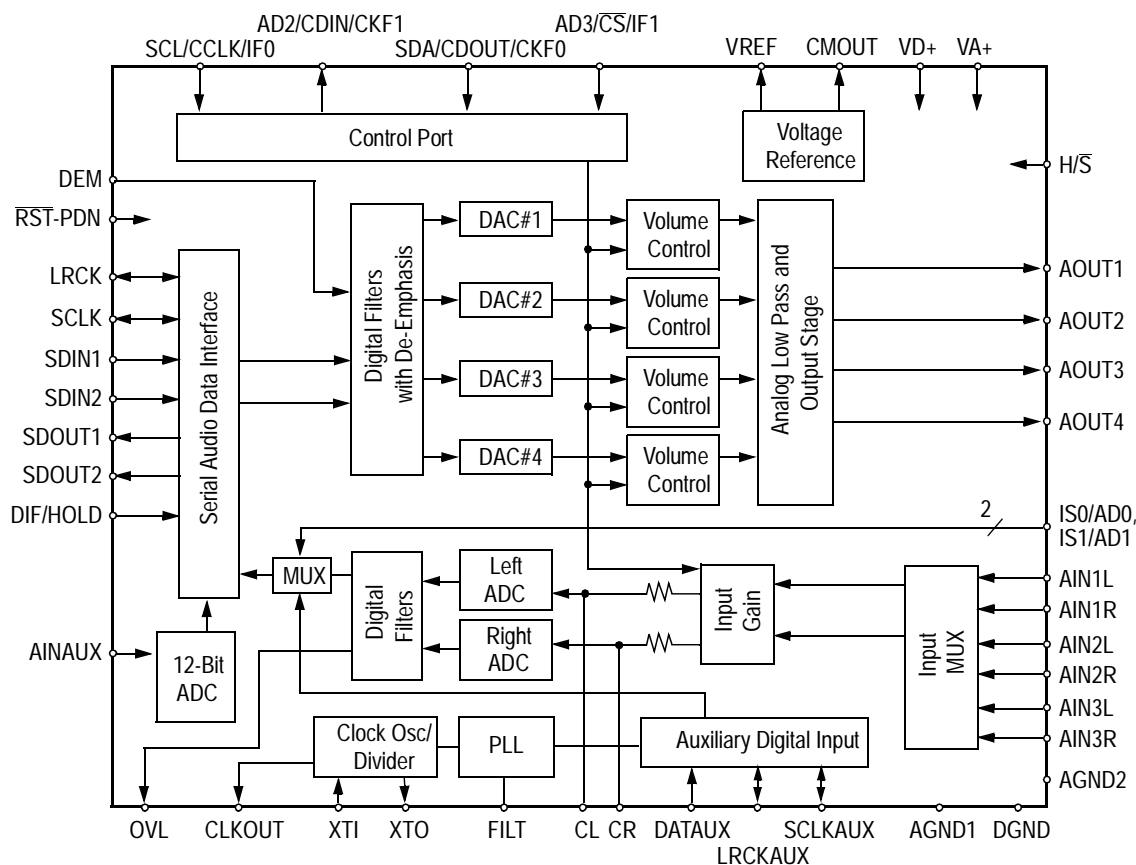 AD2/CDIN/CKF1
AD3/CS/IF1
SCL/CCLK/IF0
SDA/CDOUT/CKF0
VREF
CMOUT
VD+
VA+
Control Port
Voltage
Reference
H/S
DEM
RST-PDN
LRCK
SCLK
SDIN1
SDIN2
SDOUT1
SDOUT2
DIF/HOLD
AINAUX
Serial Audio Data Interface
Digital Filters
with De-Emphasis
DAC#1
DAC#2
DAC#3
DAC#4
Volume
Control
Volume
Control
Volume
Control
Volume
Control
Analog Low Pass and
Output Stage
AOUT1
AOUT2
AOUT3
AOUT4
2
IS0/AD0,
IS1/AD1
MUX
Digital
Filters
Left
ADC
Right
ADC
Input
Gain
Input
MUX
AIN1L
AIN1R
AIN2L
AIN2R
AIN3L
AIN3R
AGND2
12-Bit
ADC
Clock Osc/
Divider
PLL
Auxiliary Digital Input
OVL
CLKOUT
XTI
XTO
FILT
CL
CR
DATAUX
LRCKAUX
SCLKAUX
AGND1
DGND